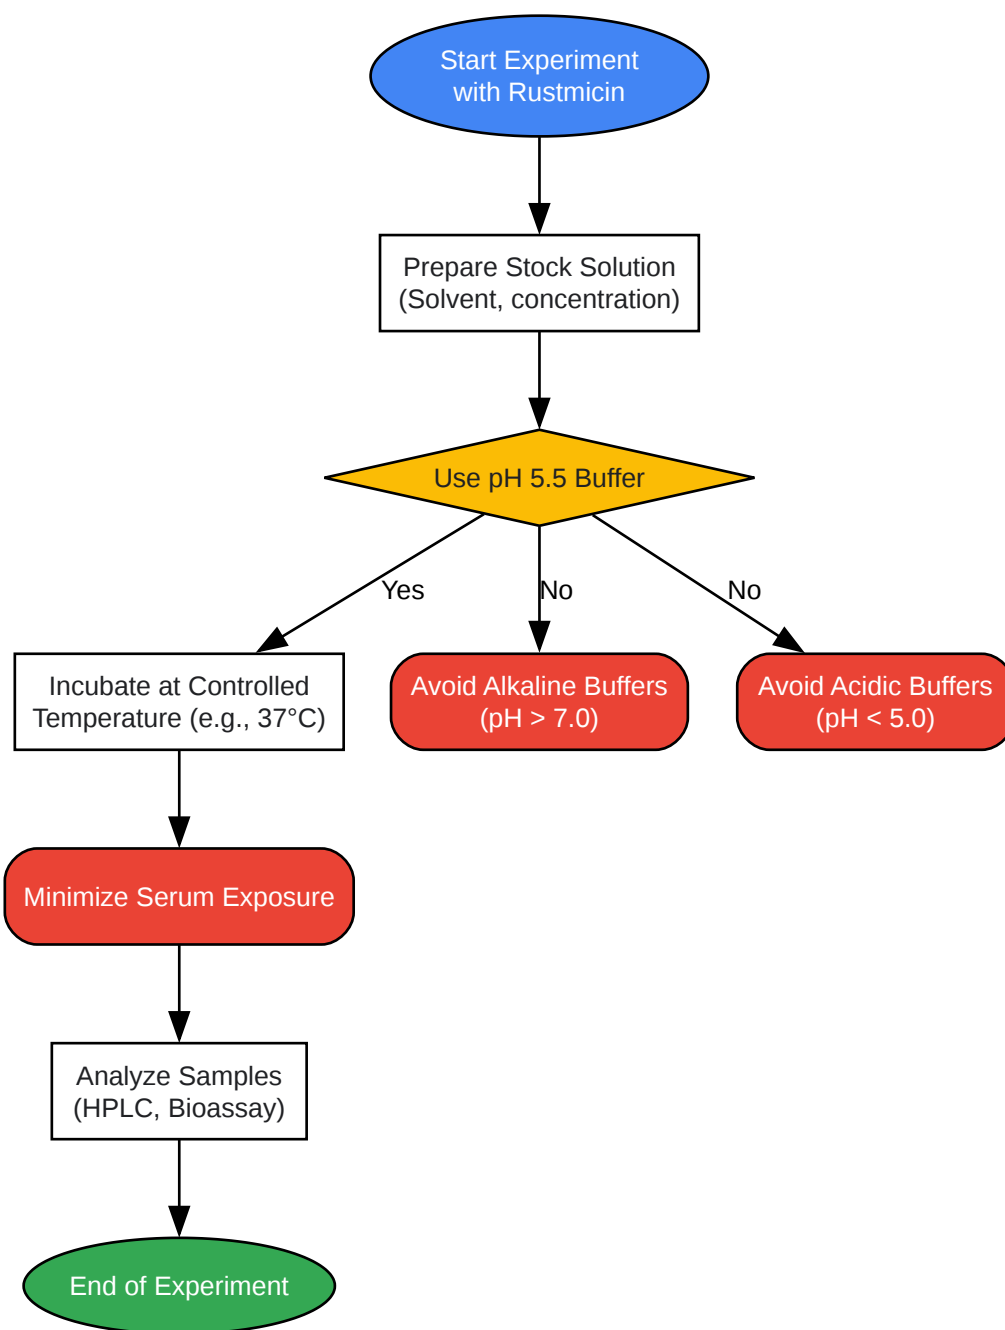 Start Experiment
with Rustmicin
Prepare Stock Solution
(Solvent, concentration)
Use pH 5.5 Buffer
Yes
No
No
Incubate at Controlled
Temperature (e.g., 37°C)
Avoid Alkaline Buffers
(pH > 7.0)
Avoid Acidic Buffers
(pH < 5.0)
Minimize Serum Exposure
Analyze Samples
(HPLC, Bioassay)
End of Experiment